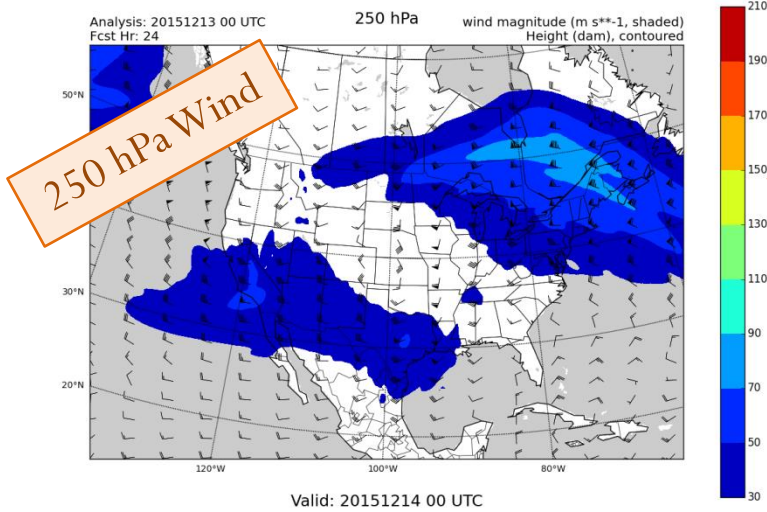 Analysis: 20151213 00 UTC
Fcst Hr: 24
250 hPa
wind magnitude (m s**-1, shaded)
Height (dam), contoured
250 hPa Wind
50°N
30°N
20°N
120°W
100°W
80°W
210
190
170
150
130
110
90
70
50
30
Valid: 20151214 00 UTC